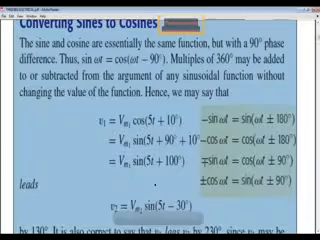 Converting Sines to Cosines
The sine and cosine are essentially the same function, but with a 90° phase
difference. Thus, sin ωt = cos(ωt − 90°). Multiples of 360° may be added
to or subtracted from the argument of any sinusoidal function without
changing the value of the function. Hence, we may say that
v₁ = Vm₁ cos(5t + 10°)
= Vm₁ sin(5t + 90° + 10°)
= Vm₁ sin(5t + 100°)
−sin ωt = sin(ωt ± 180°)
−cos ωt = cos(ωt ± 180°)
∓sin ωt = cos(ωt ± 90°)
±cos ωt = sin(ωt ± 90°)
leads
v₂ = Vm₂ sin(5t − 30°)
by 130°. It is also correct to say that v₁ lags v₂ by 230°, since v₁ may be